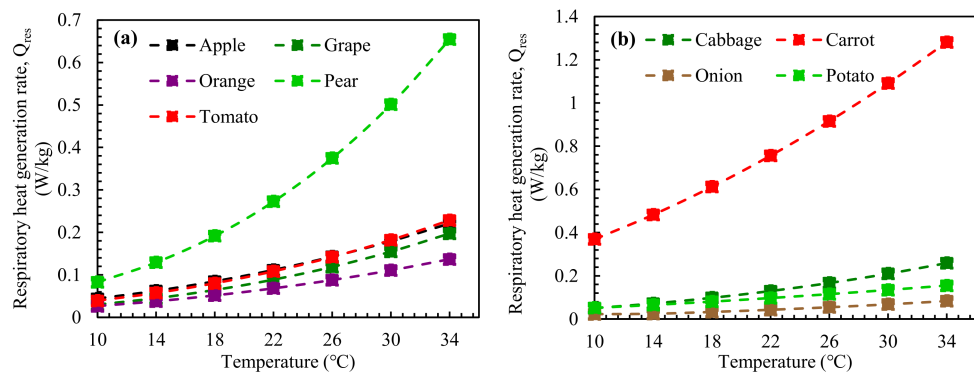 Respiratory heat generation rate, Q_res
(W/kg)
0.7
0.6
0.5
0.4
0.3
0.2
0.1
0
(a)
Apple
Grape
Orange
Pear
Tomato
10 14 18 22 26 30 34
Temperature (℃)
Respiratory heat generation rate, Q_res
(W/kg)
1.4
1.2
1
0.8
0.6
0.4
0.2
0
(b)
Cabbage
Carrot
Onion
Potato
10 14 18 22 26 30 34
Temperature (℃)